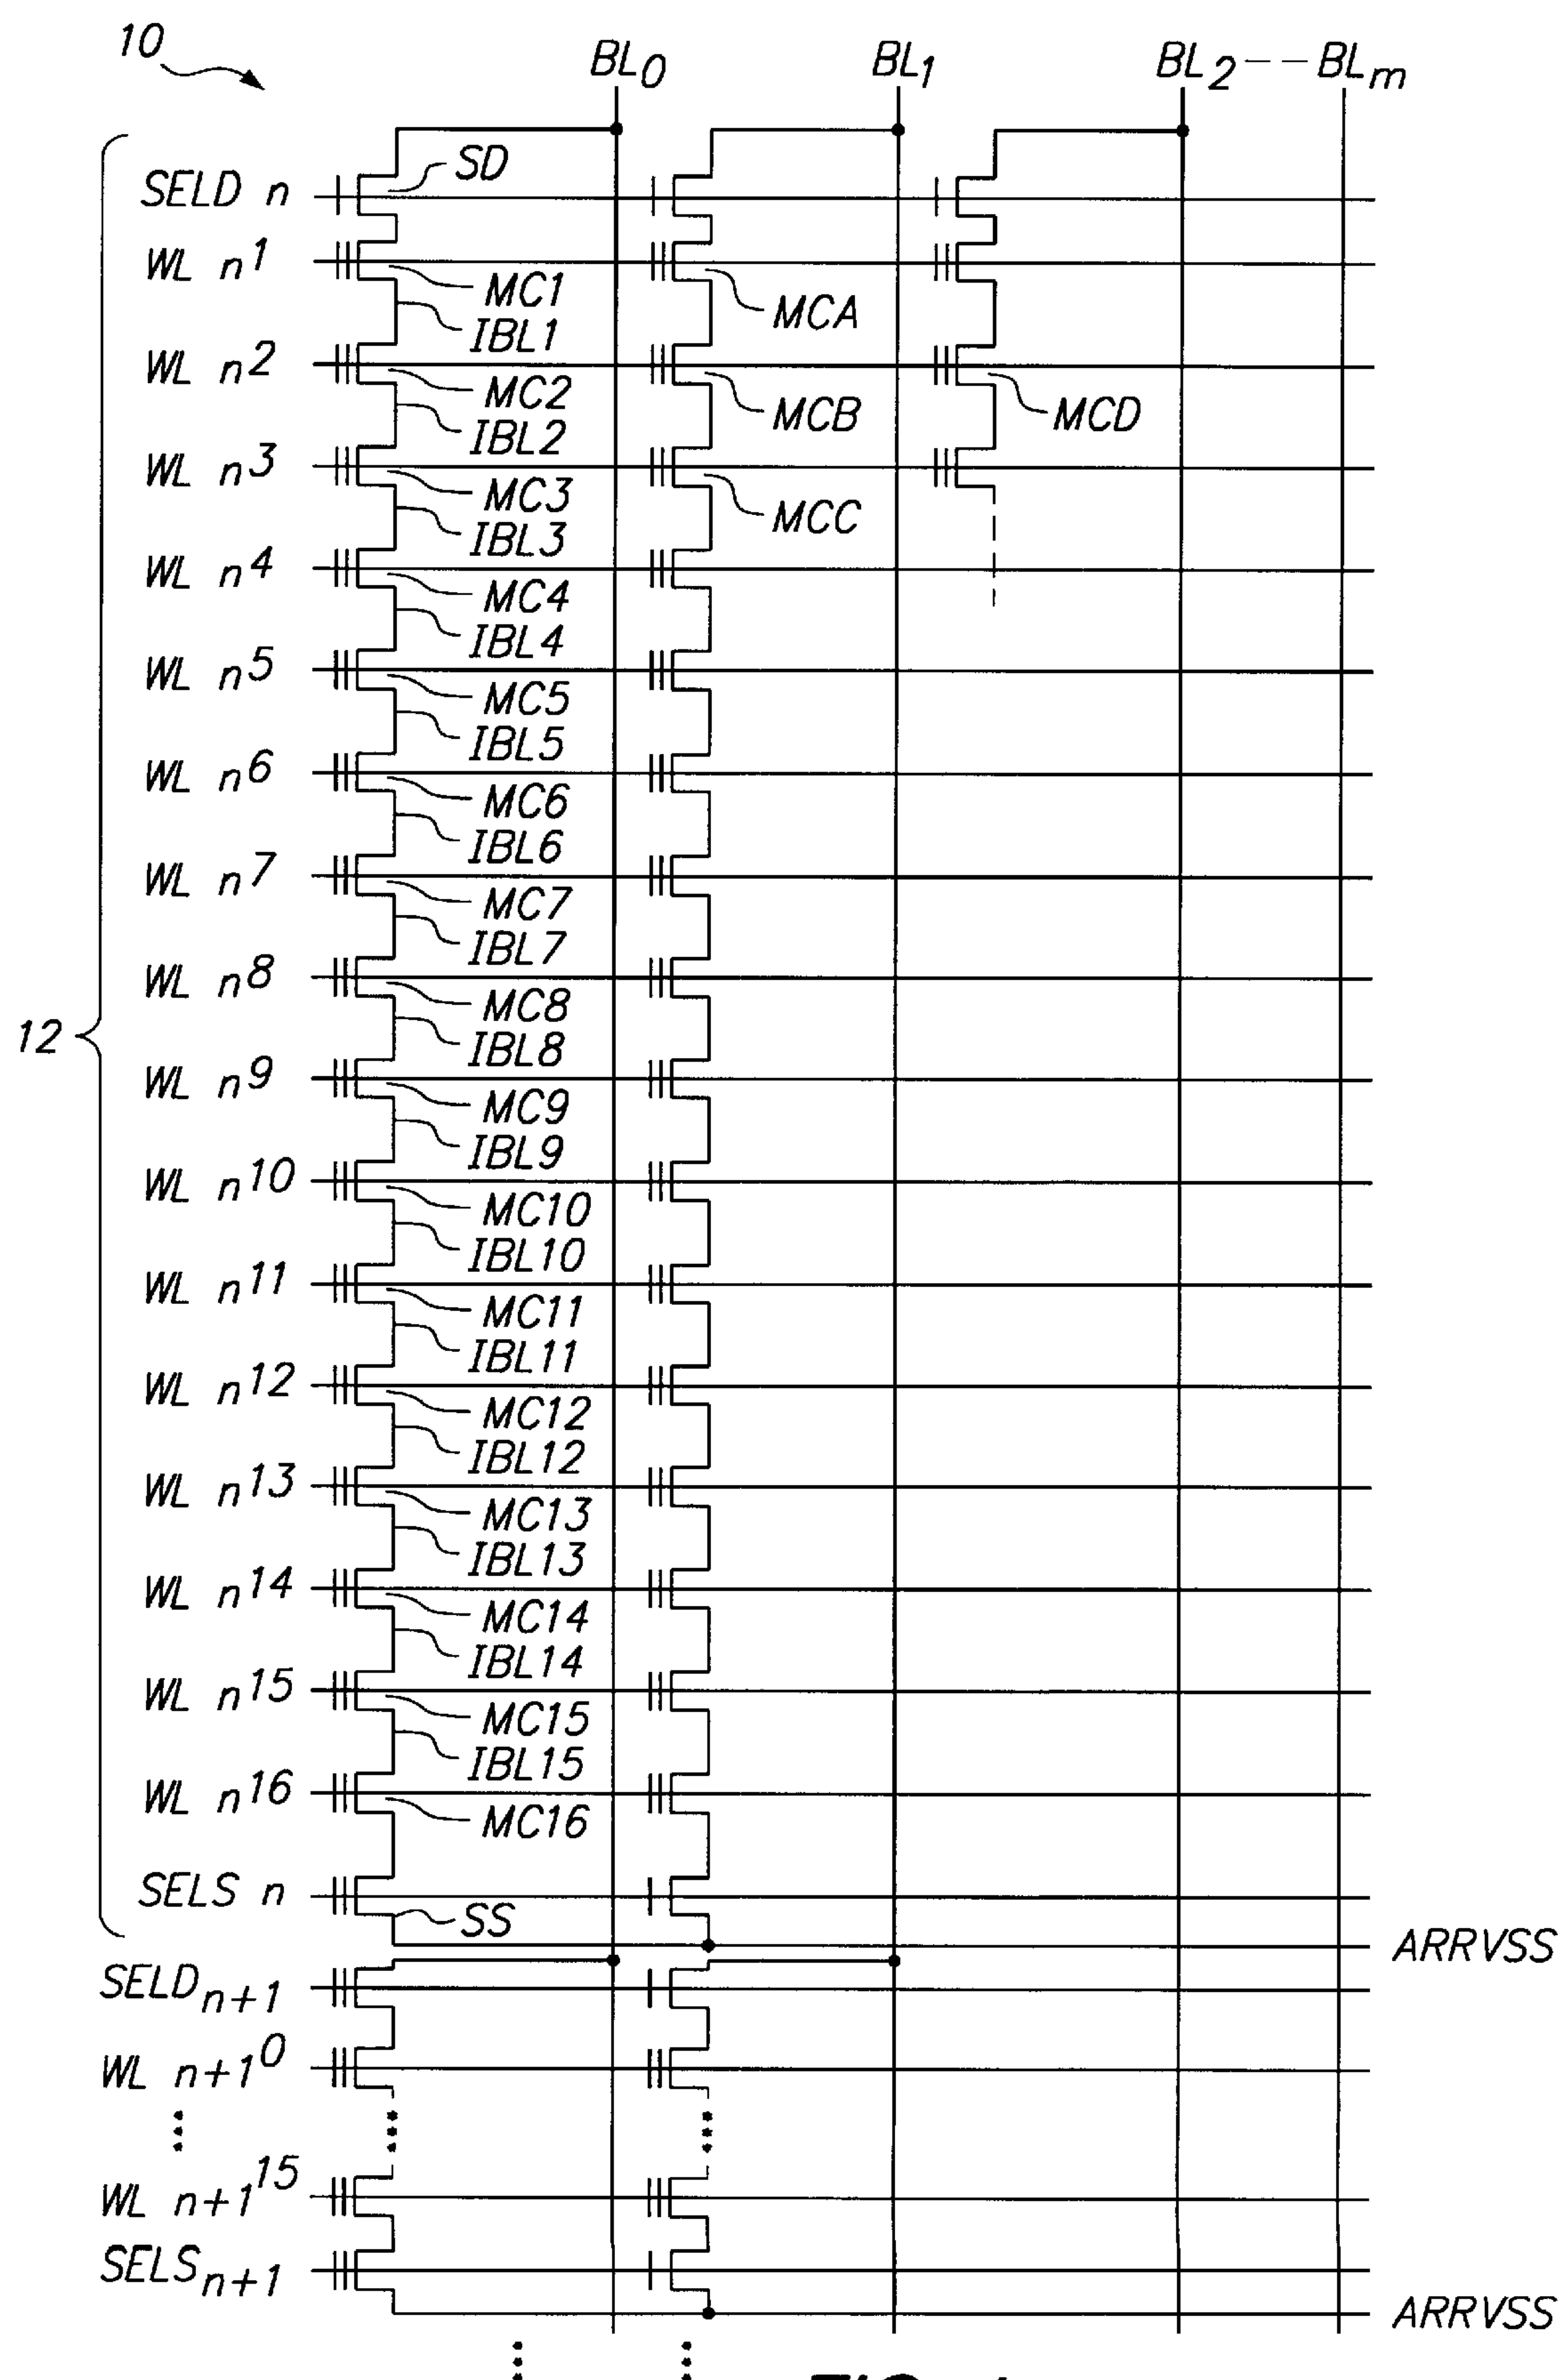 10
BL0 BL1 BL2 -- BLm
SELD n SD
WL n1
MC1 MCA
IBL1
WL n2
MC2 MCB MCD
IBL2
WL n3
MC3 MCC
IBL3
WL n4
MC4
IBL4
WL n5
MC5
IBL5
WL n6
MC6
IBL6
WL n7
MC7
IBL7
WL n8
MC8
12
IBL8
WL n9
MC9
IBL9
WL n10
MC10
IBL10
WL n11
MC11
IBL11
WL n12
MC12
IBL12
WL n13
MC13
IBL13
WL n14
MC14
IBL14
WL n15
MC15
IBL15
WL n16
MC16
SELS n
SS
ARRVSS
SELDn+1
WL n+10
WL n+115
SELSn+1
ARRVSS